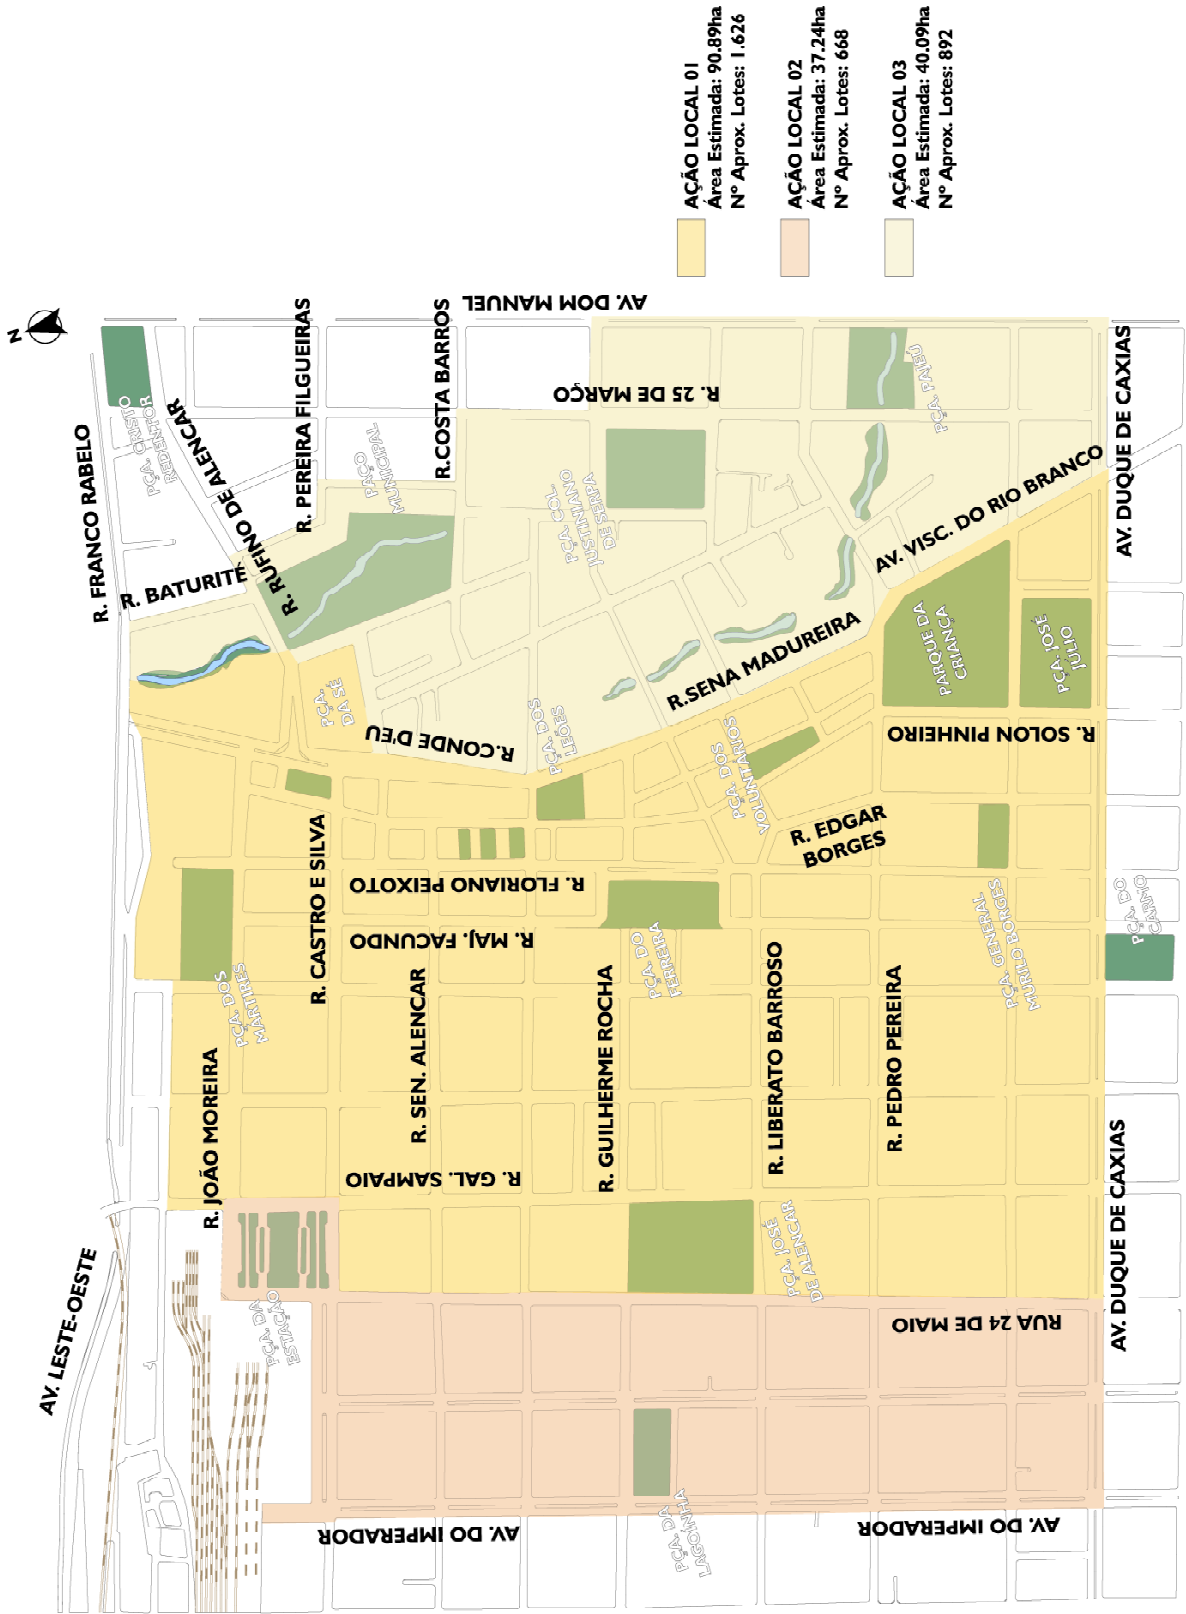 AÇÃO LOCAL 01
Área Estimada: 90.89ha
Nº Aprox. Lotes: 1.626
AÇÃO LOCAL 02
Área Estimada: 37.24ha
Nº Aprox. Lotes: 668
AÇÃO LOCAL 03
Área Estimada: 40.09ha
Nº Aprox. Lotes: 892
N
AV. DOM MANUEL
R. FRANCO RABELO
PÇA. CRISTO
REDENTOR
R. RUFINO DE ALENCAR
R. PEREIRA FILGUEIRAS
PAÇO
MUNICIPAL
R.COSTA BARROS
R. 25 DE MARÇO
PÇA. PAJEÚ
AV. DUQUE DE CAXIAS
R. BATURITÉ
PÇA. COL.
JUSTINIANO
DE SERPA
AV. VISC. DO RIO BRANCO
PÇA.
DA SÉ
R.CONDE D'EU
PÇA. DOS
LEÕES
R.SENA MADUREIRA
PARQUE DA
CRIANÇA
PÇA. JOSÉ
JÚLIO
R. SOLON PINHEIRO
PÇA. DOS
VOLUNTÁRIOS
R. EDGAR
BORGES
R. CASTRO E SILVA
R. FLORIANO PEIXOTO
R. MAJ. FACUNDO
PÇA. DO
FERREIRA
PÇA. GENERAL
MURILO BORGES
PÇA. DO
CARMO
PÇA. DOS
MÁRTIRES
R. JOÃO MOREIRA
R. SEN. ALENCAR
R. GUILHERME ROCHA
R. LIBERATO BARROSO
R. PEDRO PEREIRA
R. GAL. SAMPAIO
PÇA. JOSÉ
DE ALENCAR
AV. DUQUE DE CAXIAS
AV. LESTE-OESTE
PÇA. DA
ESTAÇÃO
RUA 24 DE MAIO
AV. DO IMPERADOR
PÇA. DA
LAGOINHA
AV. DO IMPERADOR